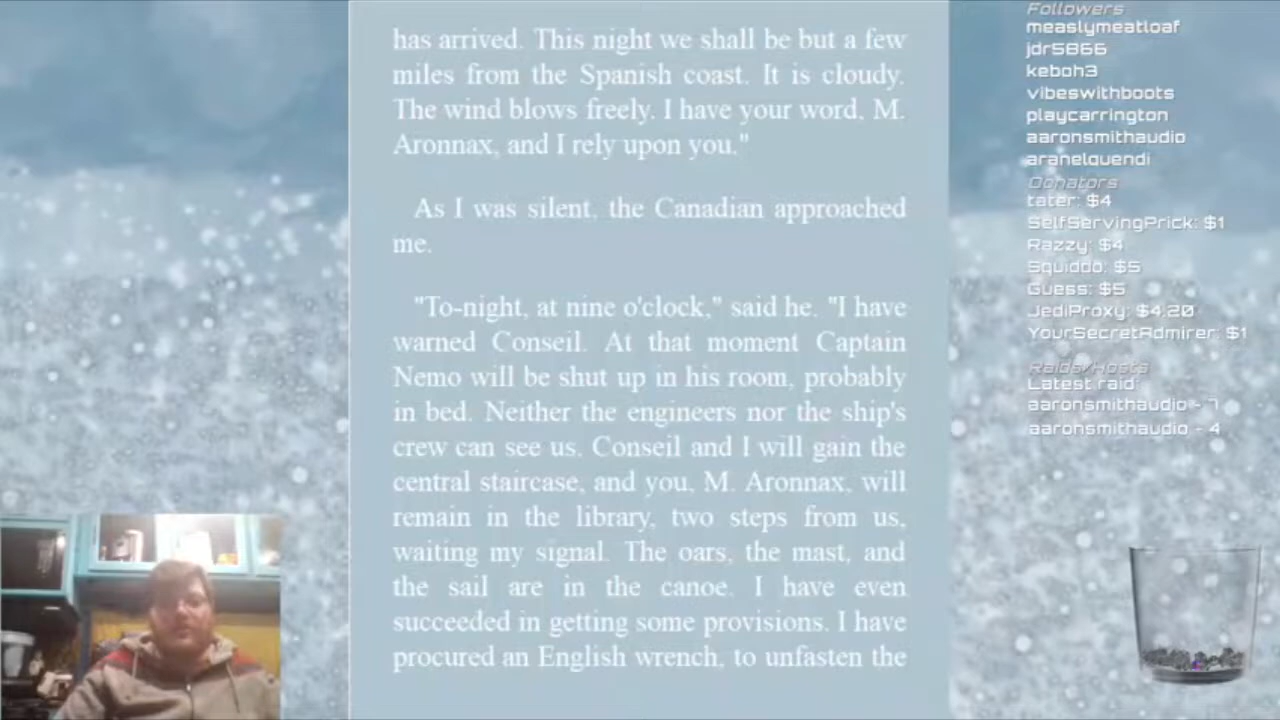 has arrived. This night we shall be but a few
miles from the Spanish coast. It is cloudy.
The wind blows freely. I have your word, M.
Aronnax, and I rely upon you."
As I was silent, the Canadian approached
me.
"To-night, at nine o'clock," said he. "I have
warned Conseil. At that moment Captain
Nemo will be shut up in his room, probably
in bed. Neither the engineers nor the ship's
crew can see us. Conseil and I will gain the
central staircase, and you, M. Aronnax, will
remain in the library, two steps from us,
waiting my signal. The oars, the mast, and
the sail are in the canoe. I have even
succeeded in getting some provisions. I have
procured an English wrench, to unfasten the
Followers
measlymeatloaf
jdr5866
keboh3
vibeswithboots
playcarrington
aaronsmithaudio
aranelquendi
Donators
tater: $4
SelfServingPrick: $1
Razzy: $4
Squiddo: $5
Guess: $5
JediProxy: $4.20
YourSecretAdmirer: $1
Raids/Hosts
Latest raid:
aaronsmithaudio - 7
aaronsmithaudio - 4